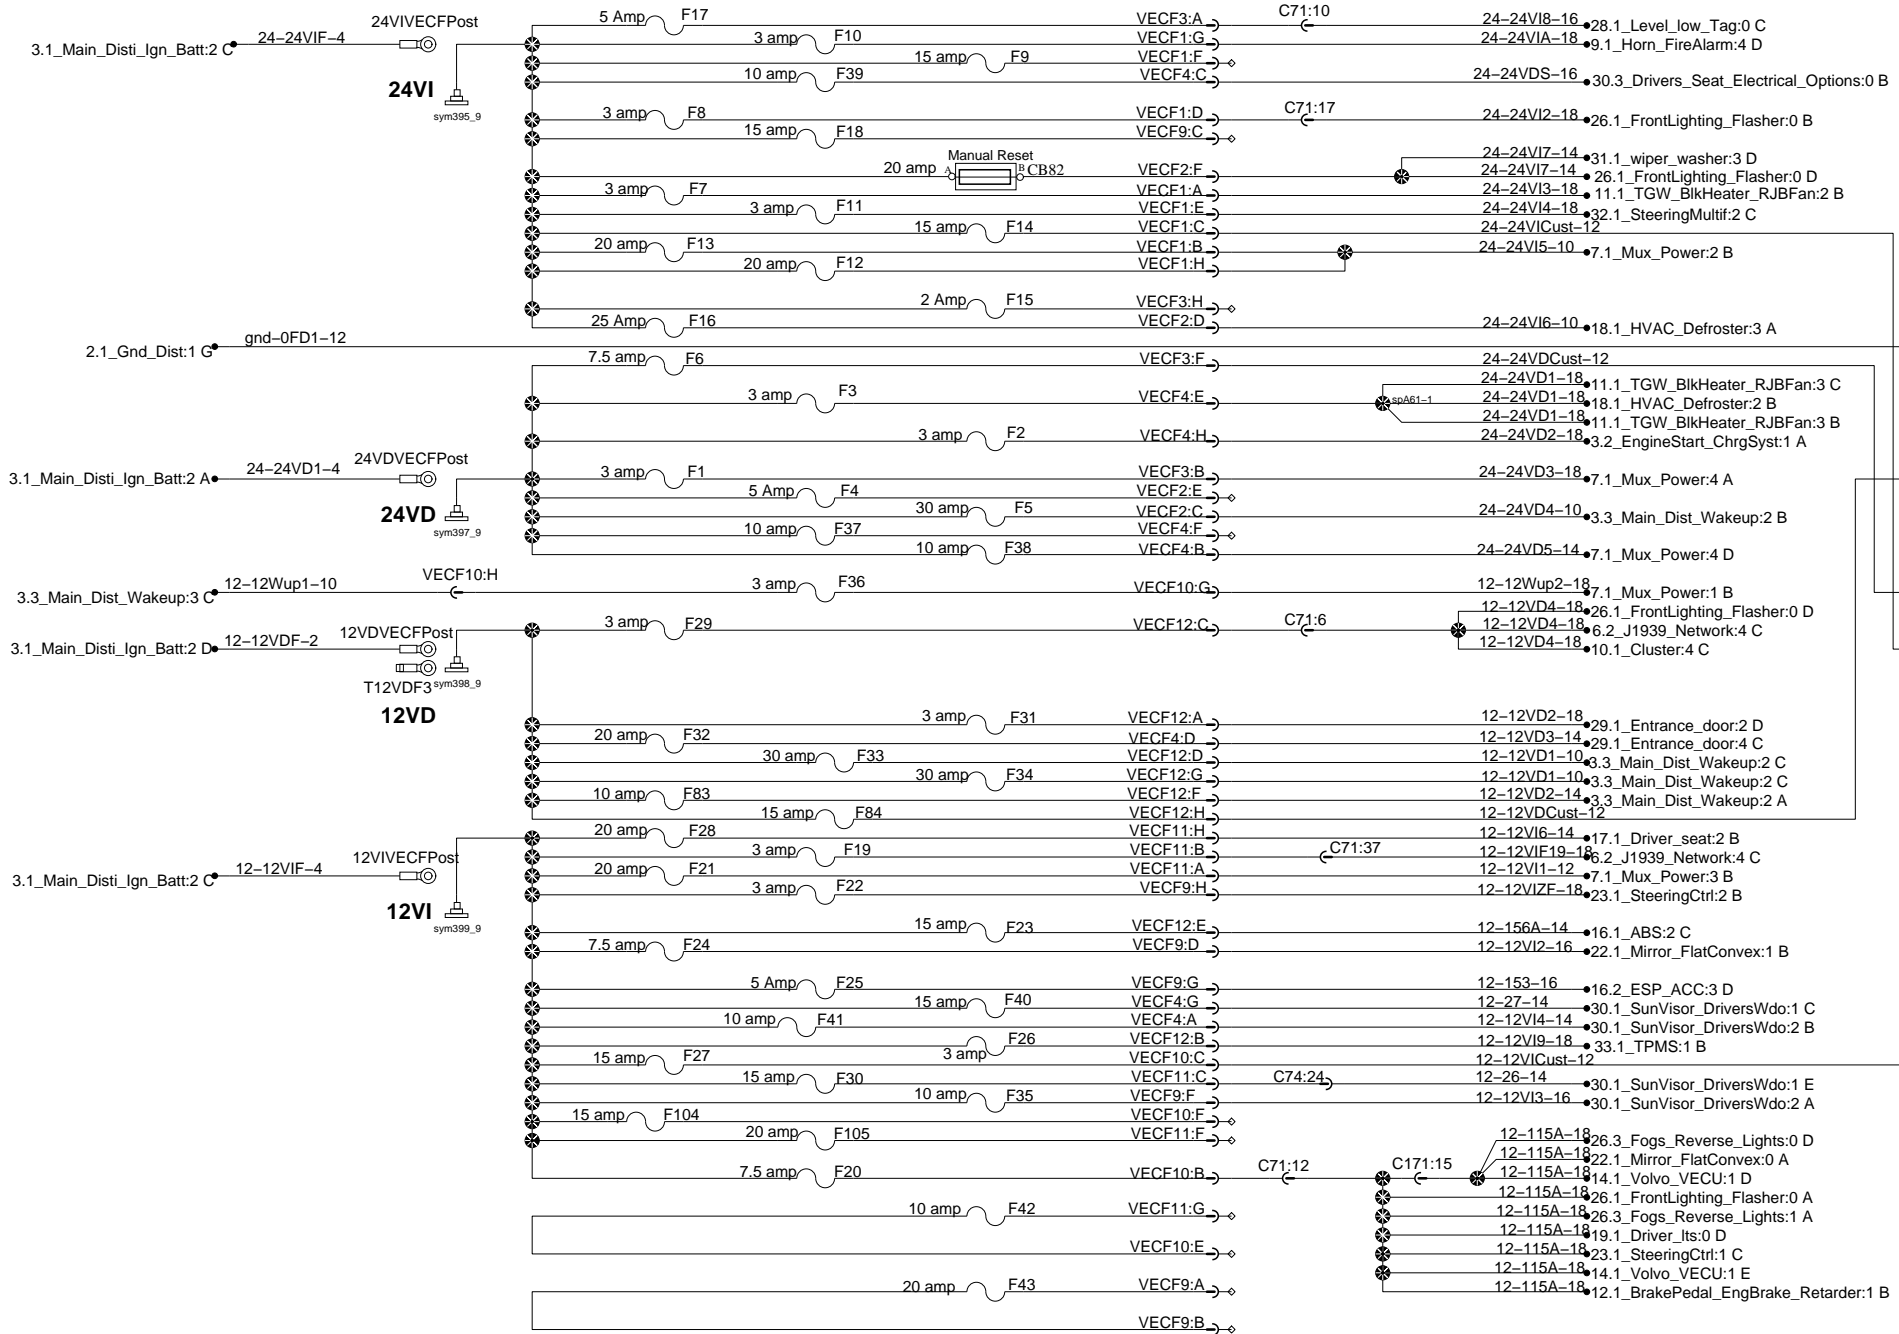 5 Amp F17 VECF3:A C71:10 24-24VI8-16 28.1_Level_low_Tag:0 C
24VIVECFPost
3.1_Main_Disti_Ign_Batt:2 C 24-24VIF-4 3 amp F10 VECF1:G 24-24VIA-18 9.1_Horn_FireAlarm:4 D
15 amp F9 VECF1:F
24VI 10 amp F39 VECF4:C 24-24VDS-16 30.3_Drivers_Seat_Electrical_Options:0 B
sym395_9
3 amp F8 VECF1:D C71:17 24-24VI2-18 26.1_FrontLighting_Flasher:0 B
15 amp F18 VECF9:C
Manual Reset 24-24VI7-14 31.1_wiper_washer:3 D
20 amp A B CB82 VECF2:F 24-24VI7-14 26.1_FrontLighting_Flasher:0 D
3 amp F7 VECF1:A 24-24VI3-18 11.1_TGW_BlkHeater_RJBFan:2 B
3 amp F11 VECF1:E 24-24VI4-18 32.1_SteeringMultif:2 C
15 amp F14 VECF1:C 24-24VICust-12
20 amp F13 VECF1:B 24-24VI5-10 7.1_Mux_Power:2 B
20 amp F12 VECF1:H
2 Amp F15 VECF3:H
25 Amp F16 VECF2:D 24-24VI6-10 18.1_HVAC_Defroster:3 A
2.1_Gnd_Dist:1 G gnd-0FD1-12
7.5 amp F6 VECF3:F 24-24VDCust-12
24-24VD1-18 11.1_TGW_BlkHeater_RJBFan:3 C
3 amp F3 VECF4:E spA61-1 24-24VD1-18 18.1_HVAC_Defroster:2 B
24-24VD1-18 11.1_TGW_BlkHeater_RJBFan:3 B
3 amp F2 VECF4:H 24-24VD2-18 3.2_EngineStart_ChrgSyst:1 A
24VDVECFPost
3.1_Main_Disti_Ign_Batt:2 A 24-24VD1-4 3 amp F1 VECF3:B 24-24VD3-18 7.1_Mux_Power:4 A
5 Amp F4 VECF2:E
24VD 30 amp F5 VECF2:C 24-24VD4-10 3.3_Main_Dist_Wakeup:2 B
sym397_9 10 amp F37 VECF4:F
10 amp F38 VECF4:B 24-24VD5-14 7.1_Mux_Power:4 D
3.3_Main_Dist_Wakeup:3 C 12-12Wup1-10 VECF10:H 3 amp F36 VECF10:G 12-12Wup2-18 7.1_Mux_Power:1 B
12-12VD4-18 26.1_FrontLighting_Flasher:0 D
12VDVECFPost 3 amp F29 VECF12:C C71:6 12-12VD4-18 6.2_J1939_Network:4 C
3.1_Main_Disti_Ign_Batt:2 D 12-12VDF-2 12-12VD4-18 10.1_Cluster:4 C
T12VDF3 sym398_9
12VD 3 amp F31 VECF12:A 12-12VD2-18 29.1_Entrance_door:2 D
20 amp F32 VECF4:D 12-12VD3-14 29.1_Entrance_door:4 C
30 amp F33 VECF12:D 12-12VD1-10 3.3_Main_Dist_Wakeup:2 C
30 amp F34 VECF12:G 12-12VD1-10 3.3_Main_Dist_Wakeup:2 C
10 amp F83 VECF12:F 12-12VD2-14 3.3_Main_Dist_Wakeup:2 A
15 amp F84 VECF12:H 12-12VDCust-12
20 amp F28 VECF11:H 12-12VI6-14 17.1_Driver_seat:2 B
12VIVECFPost 3 amp F19 VECF11:B C71:37 12-12VIF19-18 6.2_J1939_Network:4 C
3.1_Main_Disti_Ign_Batt:2 C 12-12VIF-4 20 amp F21 VECF11:A 12-12VI1-12 7.1_Mux_Power:3 B
3 amp F22 VECF9:H 12-12VIZF-18 23.1_SteeringCtrl:2 B
12VI
sym399_9 15 amp F23 VECF12:E 12-156A-14 16.1_ABS:2 C
7.5 amp F24 VECF9:D 12-12VI2-16 22.1_Mirror_FlatConvex:1 B
5 Amp F25 VECF9:G 12-153-16 16.2_ESP_ACC:3 D
15 amp F40 VECF4:G 12-27-14 30.1_SunVisor_DriversWdo:1 C
10 amp F41 VECF4:A 12-12VI4-14 30.1_SunVisor_DriversWdo:2 B
3 amp F26 VECF12:B 12-12VI9-18 33.1_TPMS:1 B
15 amp F27 VECF10:C 12-12VICust-12
15 amp F30 VECF11:C C74:24 12-26-14 30.1_SunVisor_DriversWdo:1 E
10 amp F35 VECF9:F 12-12VI3-16 30.1_SunVisor_DriversWdo:2 A
15 amp F104 VECF10:F
20 amp F105 VECF11:F 12-115A-18 26.3_Fogs_Reverse_Lights:0 D
12-115A-18 22.1_Mirror_FlatConvex:0 A
7.5 amp F20 VECF10:B C71:12 C171:15 12-115A-18 14.1_Volvo_VECU:1 D
12-115A-18 26.1_FrontLighting_Flasher:0 A
10 amp F42 VECF11:G 12-115A-18 26.3_Fogs_Reverse_Lights:1 A
12-115A-18 19.1_Driver_lts:0 D
VECF10:E 12-115A-18 23.1_SteeringCtrl:1 C
12-115A-18 14.1_Volvo_VECU:1 E
20 amp F43 VECF9:A 12-115A-18 12.1_BrakePedal_EngBrake_Retarder:1 B
VECF9:B